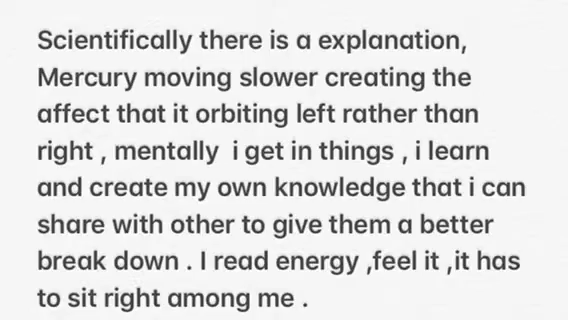 Scientifically there is a explanation,
Mercury moving slower creating the
affect that it orbiting left rather than
right , mentally  i get in things , i learn
and create my own knowledge that i can
share with other to give them a better
break down . I read energy ,feel it ,it has
to sit right among me .